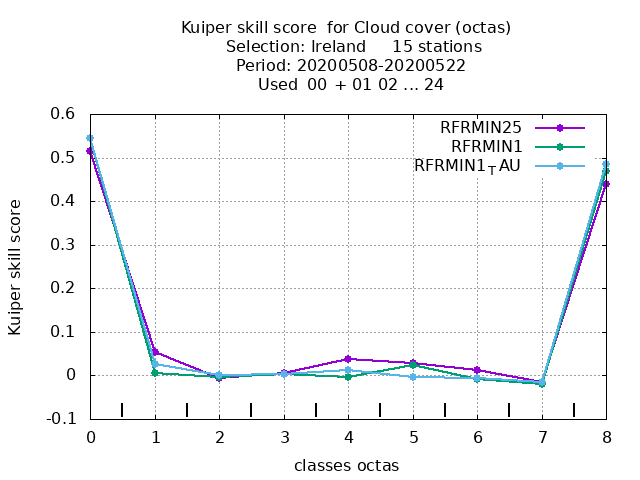 Kuiper skill score  for Cloud cover (octas)
Selection: Ireland     15 stations
Period: 20200508-20200522
Used  00  + 01 02 ... 24
RFRMIN25
RFRMIN1
RFRMIN1TAU
0.6
0.5
0.4
0.3
0.2
0.1
0
-0.1
Kuiper skill score
0 1 2 3 4 5 6 7 8
classes octas